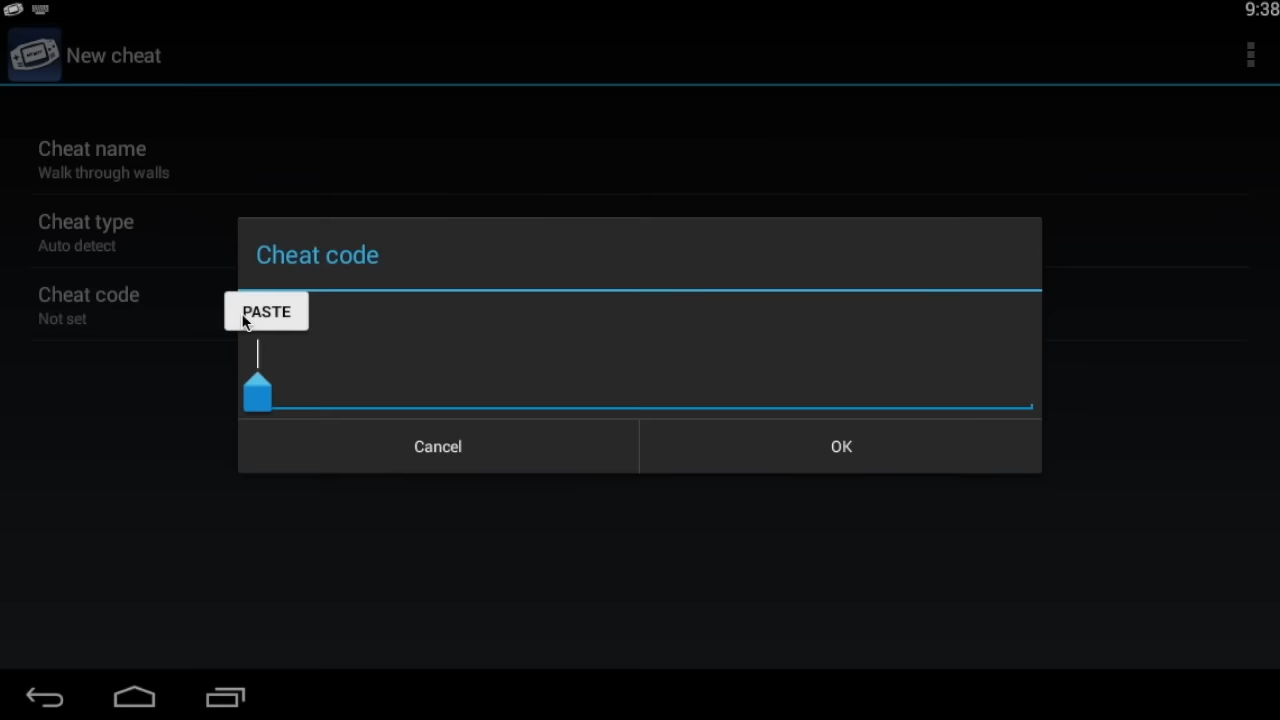 9:38
New cheat
Cheat name
Walk through walls
Cheat type
Auto detect
Cheat code
Not set
Cheat code
PASTE
Cancel
OK